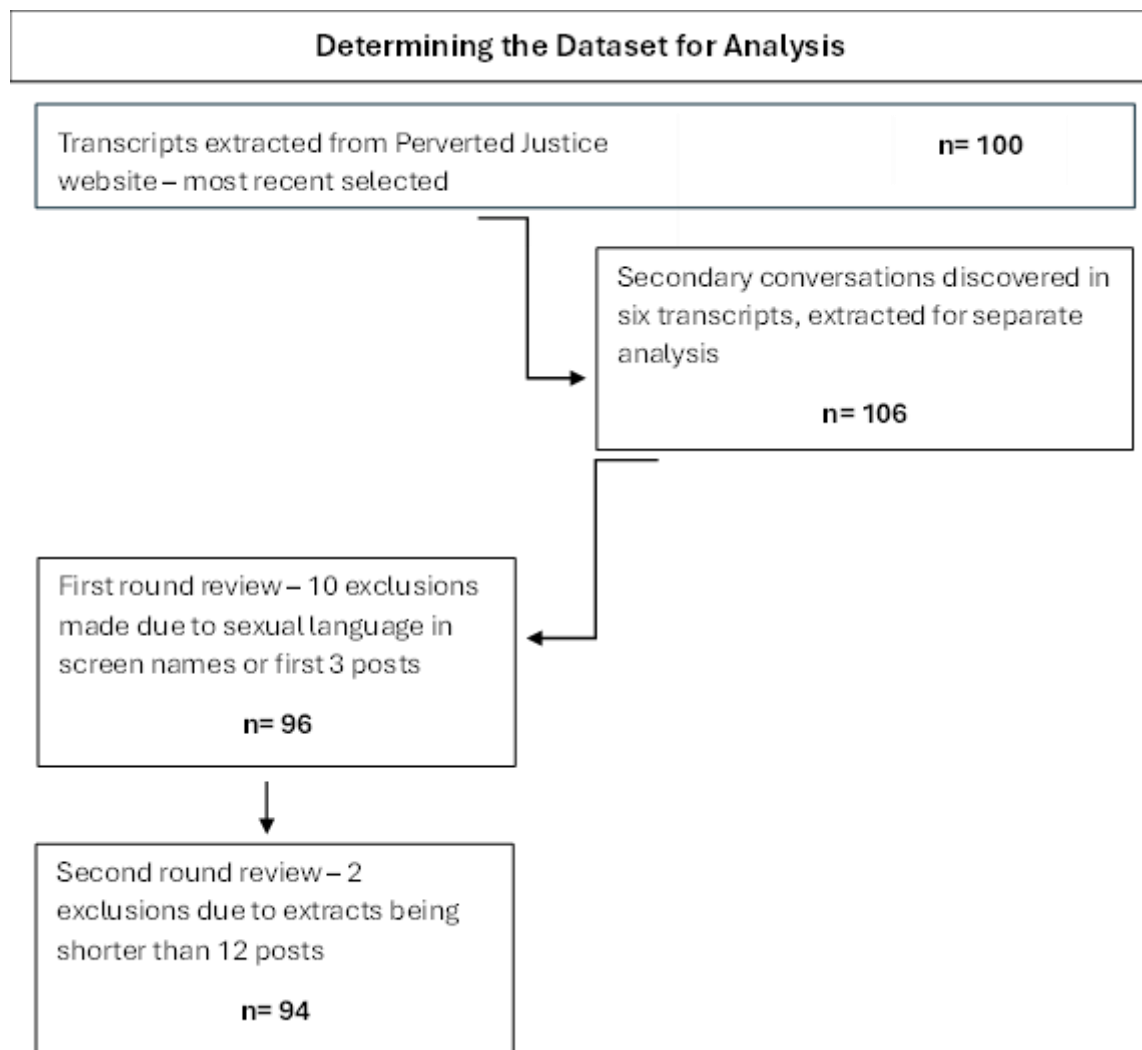 Determining the Dataset for Analysis
Transcripts extracted from Perverted Justice
website – most recent selected
n= 100
Secondary conversations discovered in
six transcripts, extracted for separate
analysis
n= 106
First round review – 10 exclusions
made due to sexual language in
screen names or first 3 posts
n= 96
Second round review – 2
exclusions due to extracts being
shorter than 12 posts
n= 94